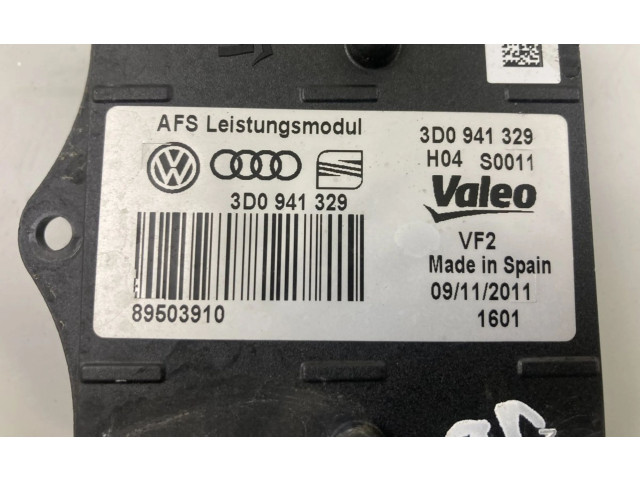 AFS Leistungsmodul
3D0 941 329
H04 S0011
3D0 941 329
Valeo
VF2
Made in Spain
89503910
09/11/2011
1601